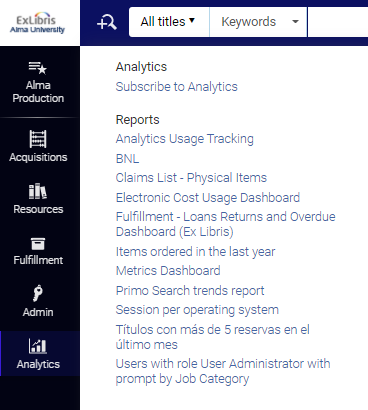 ExLibris
Alma University
All titles
Keywords
Alma
Production
Acquisitions
Resources
Fulfillment
Admin
Analytics
Analytics
Subscribe to Analytics
Reports
Analytics Usage Tracking
BNL
Claims List - Physical Items
Electronic Cost Usage Dashboard
Fulfillment - Loans Returns and Overdue
Dashboard (Ex Libris)
Items ordered in the last year
Metrics Dashboard
Primo Search trends report
Session per operating system
Títulos con más de 5 reservas en el
último mes
Users with role User Administrator with
prompt by Job Category